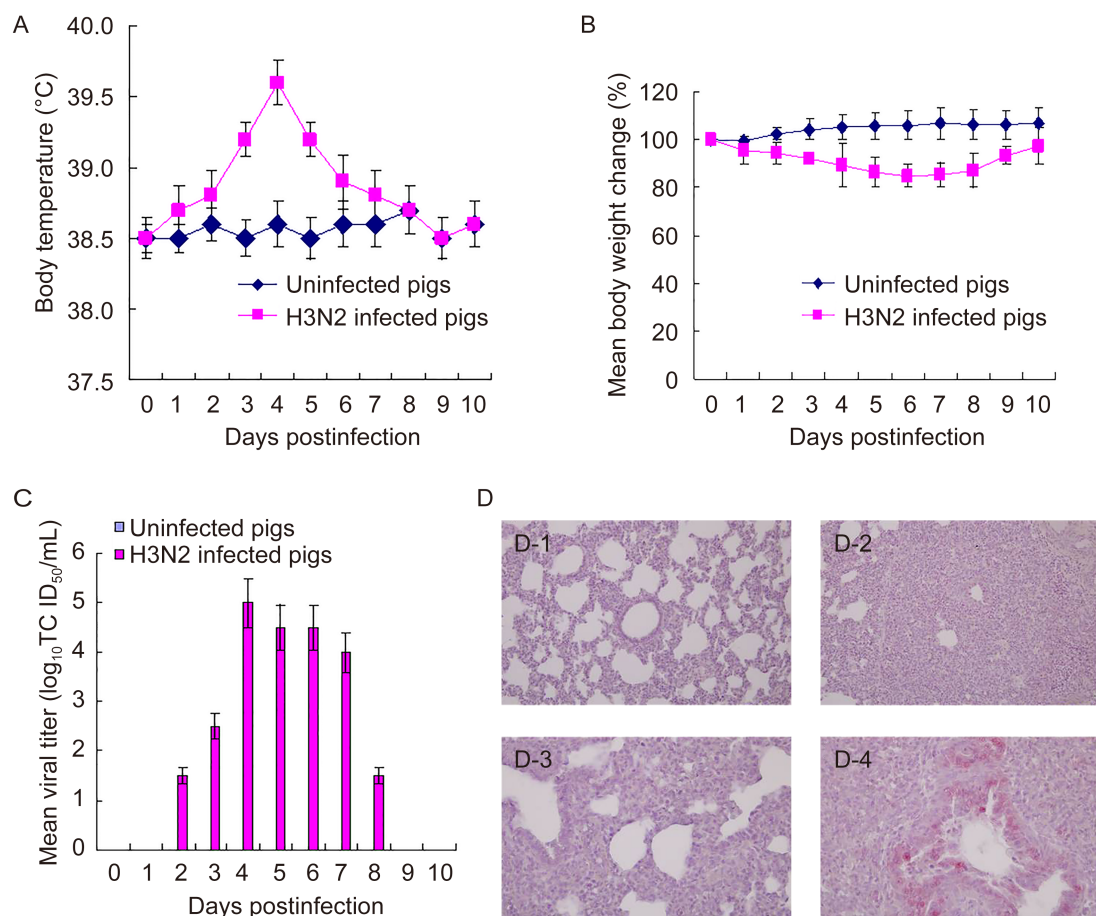 A
Body temperature (°C)
40.0
39.5
39.0
38.5
38.0
37.5
Uninfected pigs
H3N2 infected pigs
0 1 2 3 4 5 6 7 8 9 10
Days postinfection
B
Mean body weight change (%)
120
100
80
60
40
20
0
Uninfected pigs
H3N2 infected pigs
0 1 2 3 4 5 6 7 8 9 10
Days postinfection
C
Uninfected pigs
H3N2 infected pigs
Mean viral titer (log10TC ID50/mL)
6
5
4
3
2
1
0
0 1 2 3 4 5 6 7 8 9 10
Days postinfection
D
D-1
D-2
D-3
D-4